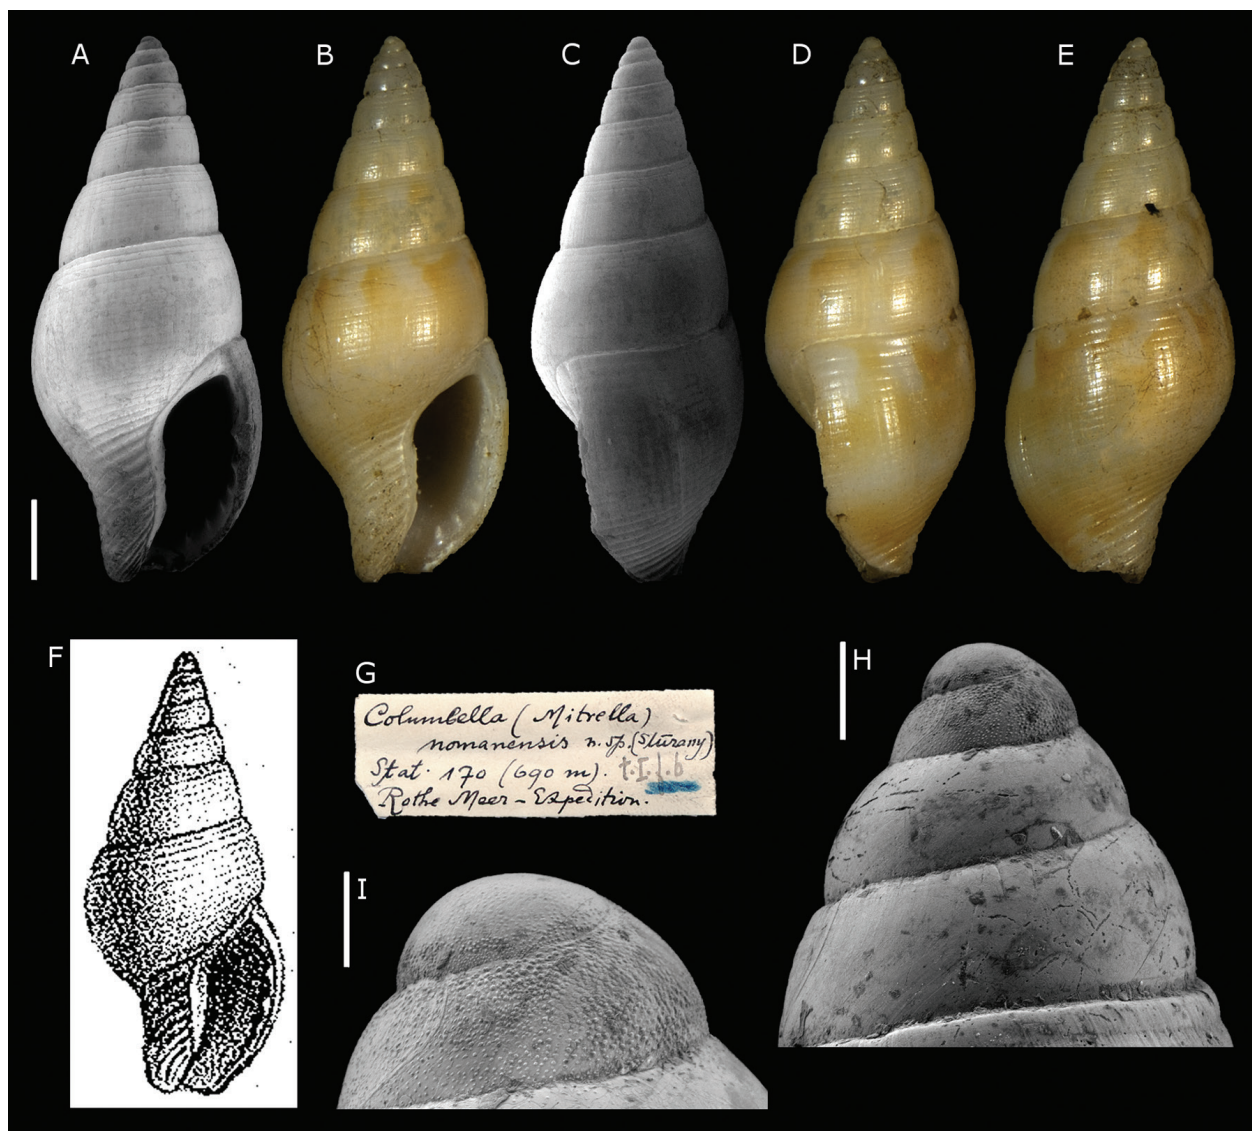 A
B
C
D
E
F
G
H
Columbella (Mitrella)
nomanensis n. sp. (Sturany)
Stat. 170 (690 m). t.I.f.6
Rothe Meer - Expedition.
I